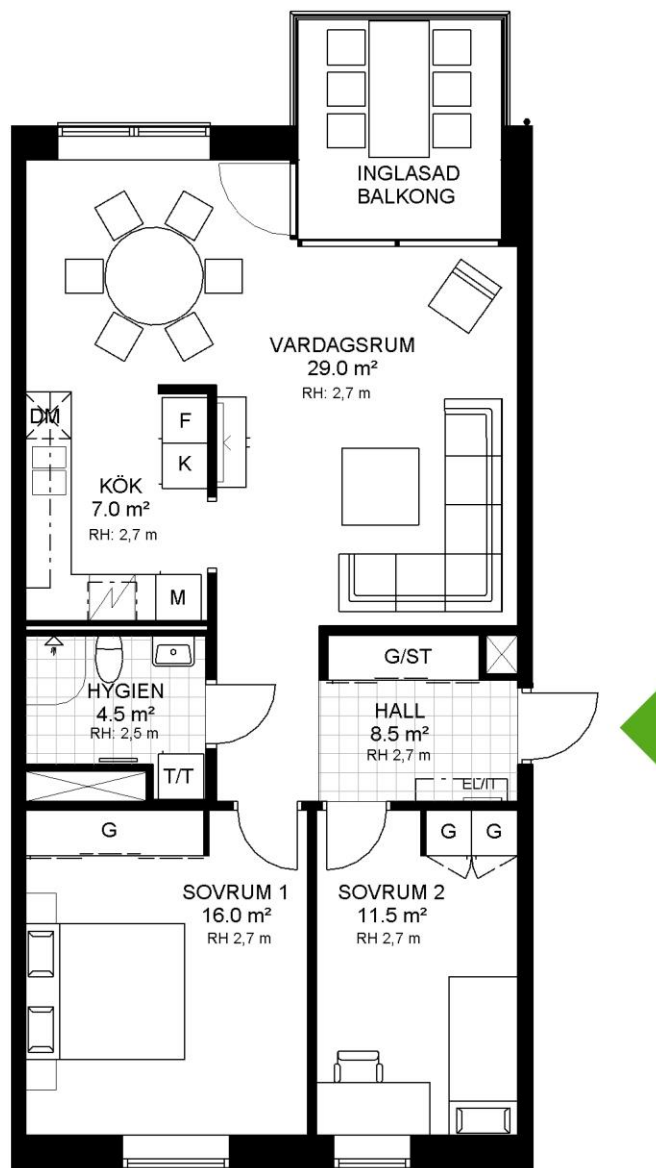 INGLASAD
BALKONG
VARDAGSRUM
29.0 m²
RH: 2,7 m
DM
F
K
KÖK
7.0 m²
RH: 2,7 m
M
G/ST
HYGIEN
4.5 m²
RH: 2,5 m
HALL
8.5 m²
RH 2,7 m
T/T
EL/IT
G
G
G
SOVRUM 1
16.0 m²
RH 2,7 m
SOVRUM 2
11.5 m²
RH 2,7 m